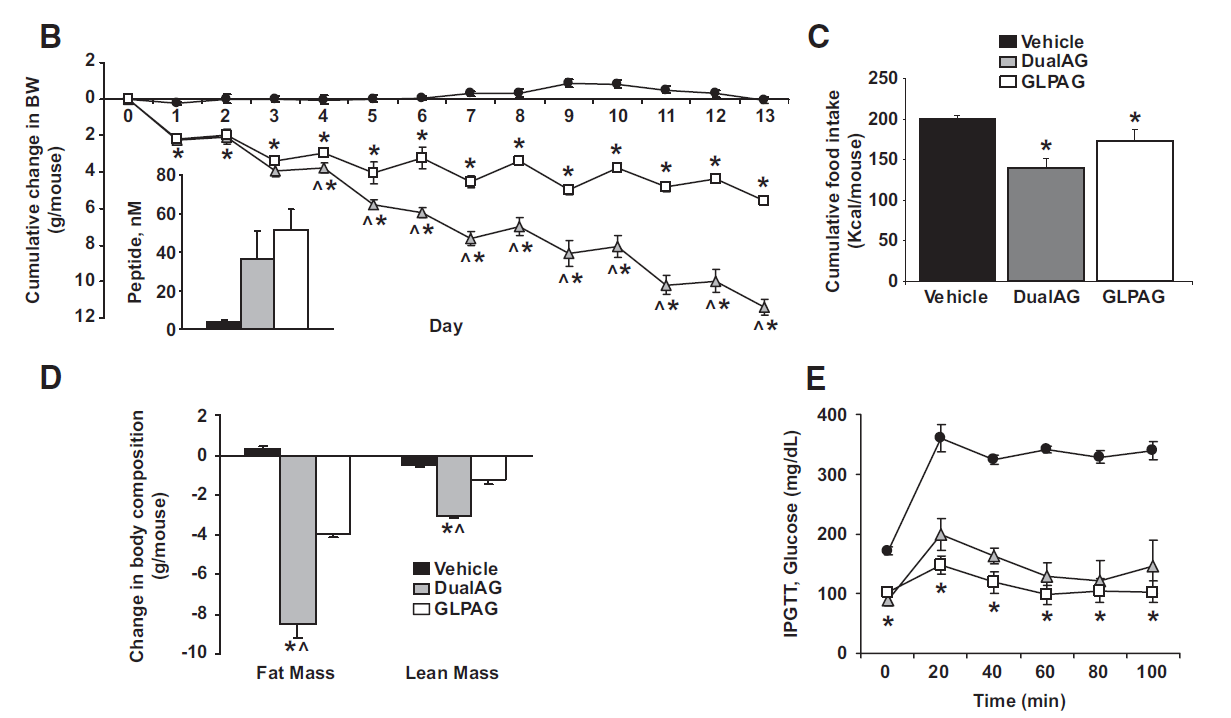 B
Cumulative change in BW
(g/mouse)
2
0
2
4
6
8
10
12
0 1 2 3 4 5 6 7 8 9 10 11 12 13
* * * * * * * * * * * * *
^* ^* ^* ^* ^* ^* ^* ^* ^* ^*
Day
Peptide, nM
80
60
40
20
0
C
Vehicle
DualAG
GLPAG
Cumulative food intake
(Kcal/mouse)
250
200
150
100
50
0
* *
Vehicle DualAG GLPAG
D
Change in body composition
(g/mouse)
2
0
-2
-4
-6
-8
-10
*^
*^
Vehicle
DualAG
GLPAG
Fat Mass Lean Mass
E
IPGTT, Glucose (mg/dL)
400
300
200
100
0
* * * * * *
0 20 40 60 80 100
Time (min)